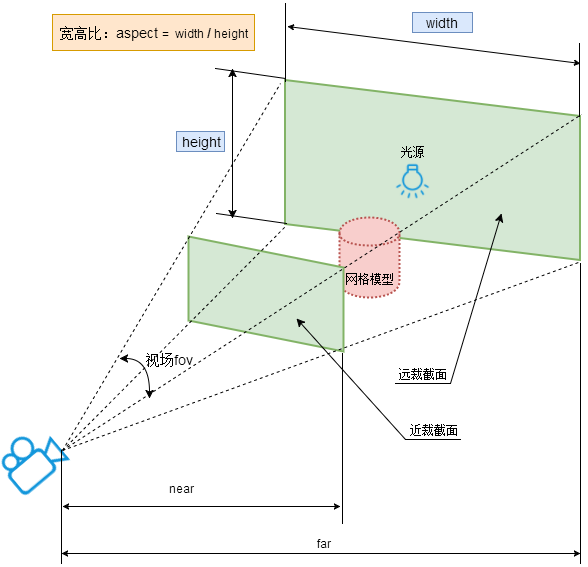 宽高比：aspect = width / height
width
height
光源
网格模型
视场fov
远裁截面
近裁截面
near
far